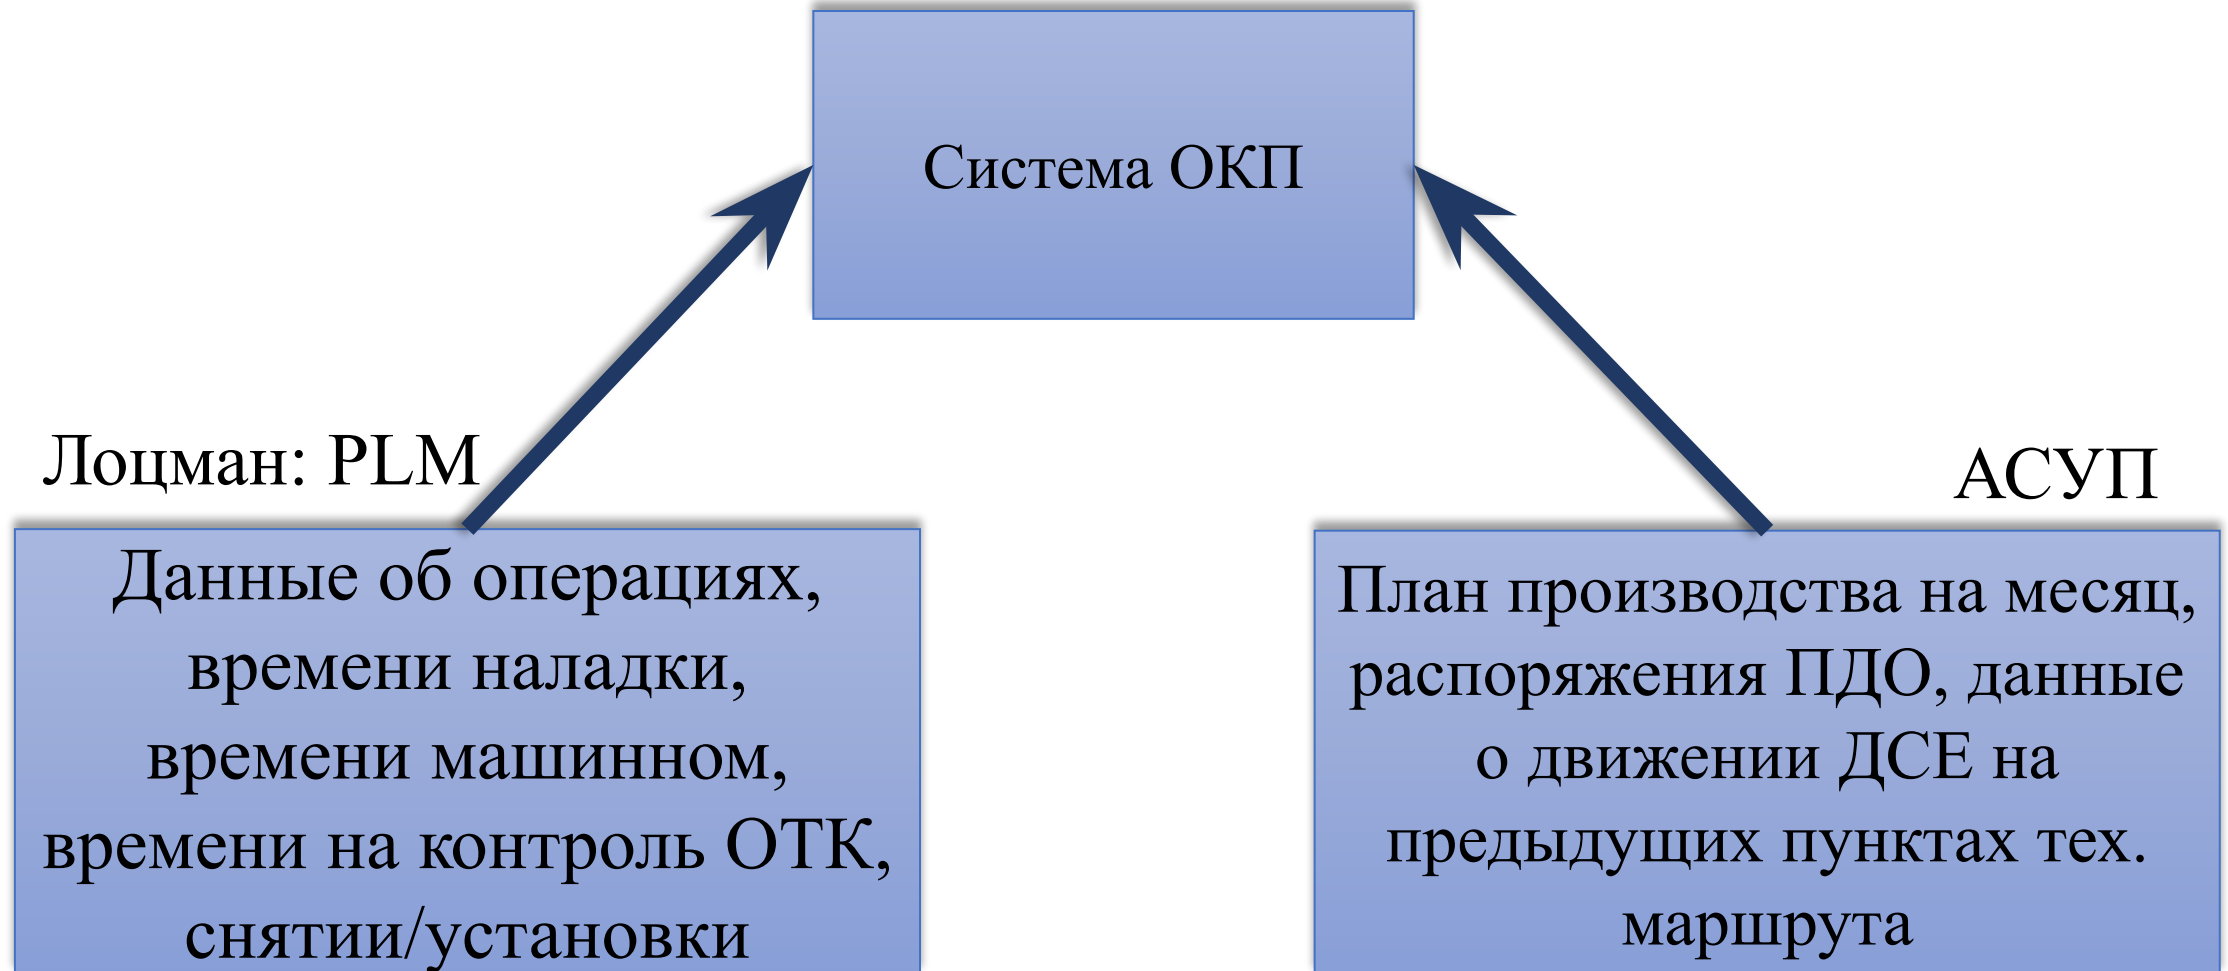 Система ОКП
Лоцман: PLM
АСУП
Данные об операциях,
времени наладки,
времени машинном,
времени на контроль ОТК,
снятии/установки
План производства на месяц,
распоряжения ПДО, данные
о движении ДСЕ на
предыдущих пунктах тех.
маршрута